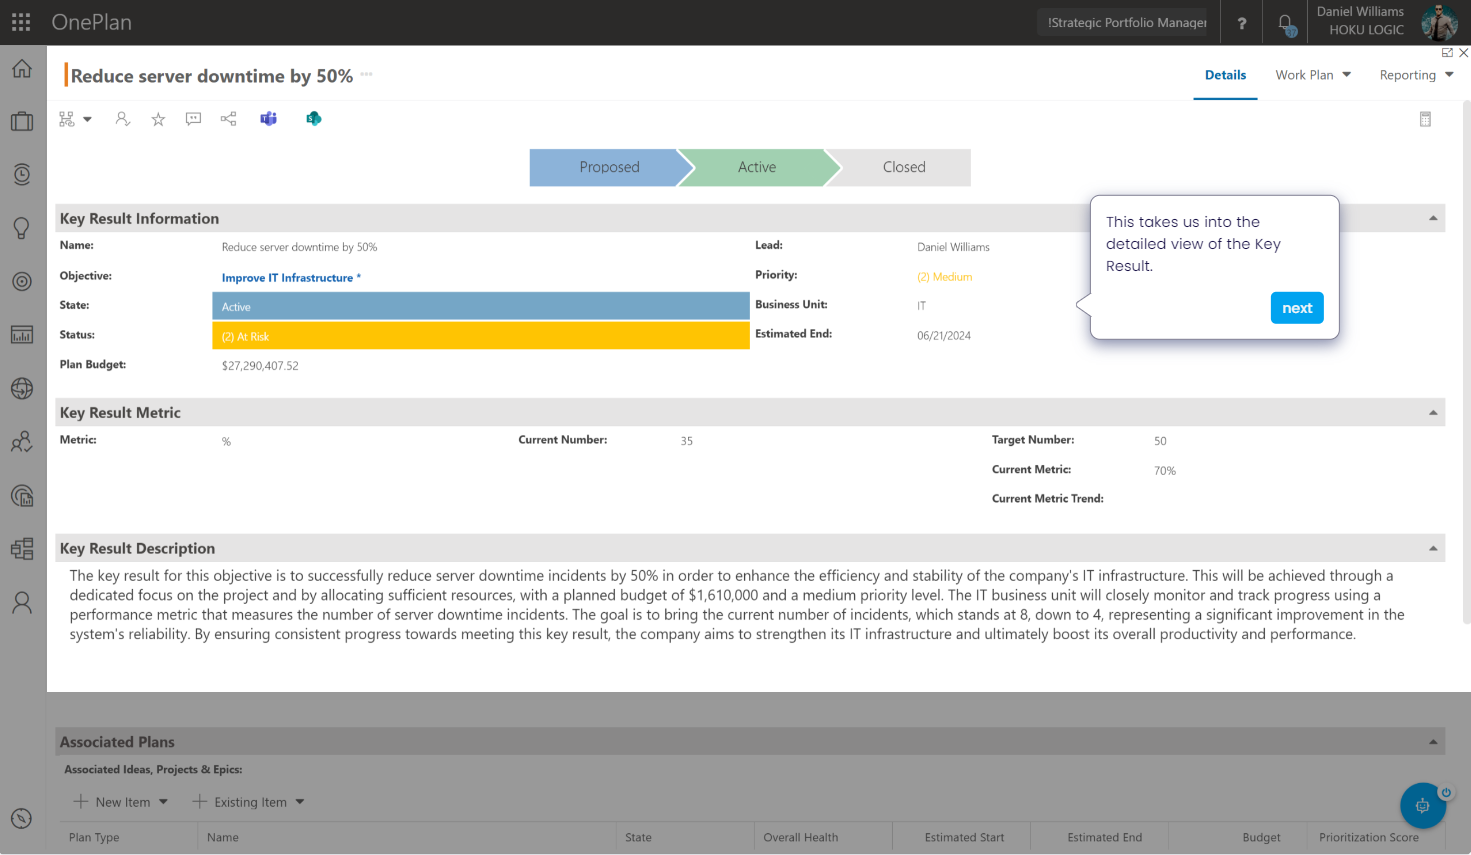 OnePlan
!Strategic Portfolio Manager
?
Daniel Williams
HOKU LOGIC
Reduce server downtime by 50%
Details
Work Plan
Reporting
Proposed
Active
Closed
Key Result Information
Name:
Reduce server downtime by 50%
Lead:
Daniel Williams
Objective:
Improve IT Infrastructure *
Priority:
(2) Medium
State:
Active
Business Unit:
IT
Status:
(2) At Risk
Estimated End:
06/21/2024
Plan Budget:
$27,290,407.52
This takes us into the
detailed view of the Key
Result.
next
Key Result Metric
Metric:
%
Current Number:
35
Target Number:
50
Current Metric:
70%
Current Metric Trend:
Key Result Description
The key result for this objective is to successfully reduce server downtime incidents by 50% in order to enhance the efficiency and stability of the company's IT infrastructure. This will be achieved through a
dedicated focus on the project and by allocating sufficient resources, with a planned budget of $1,610,000 and a medium priority level. The IT business unit will closely monitor and track progress using a
performance metric that measures the number of server downtime incidents. The goal is to bring the current number of incidents, which stands at 8, down to 4, representing a significant improvement in the
system's reliability. By ensuring consistent progress towards meeting this key result, the company aims to strengthen its IT infrastructure and ultimately boost its overall productivity and performance.
Associated Plans
Associated Ideas, Projects & Epics:
New Item
Existing Item
Plan Type
Name
State
Overall Health
Estimated Start
Estimated End
Budget
Prioritization Score